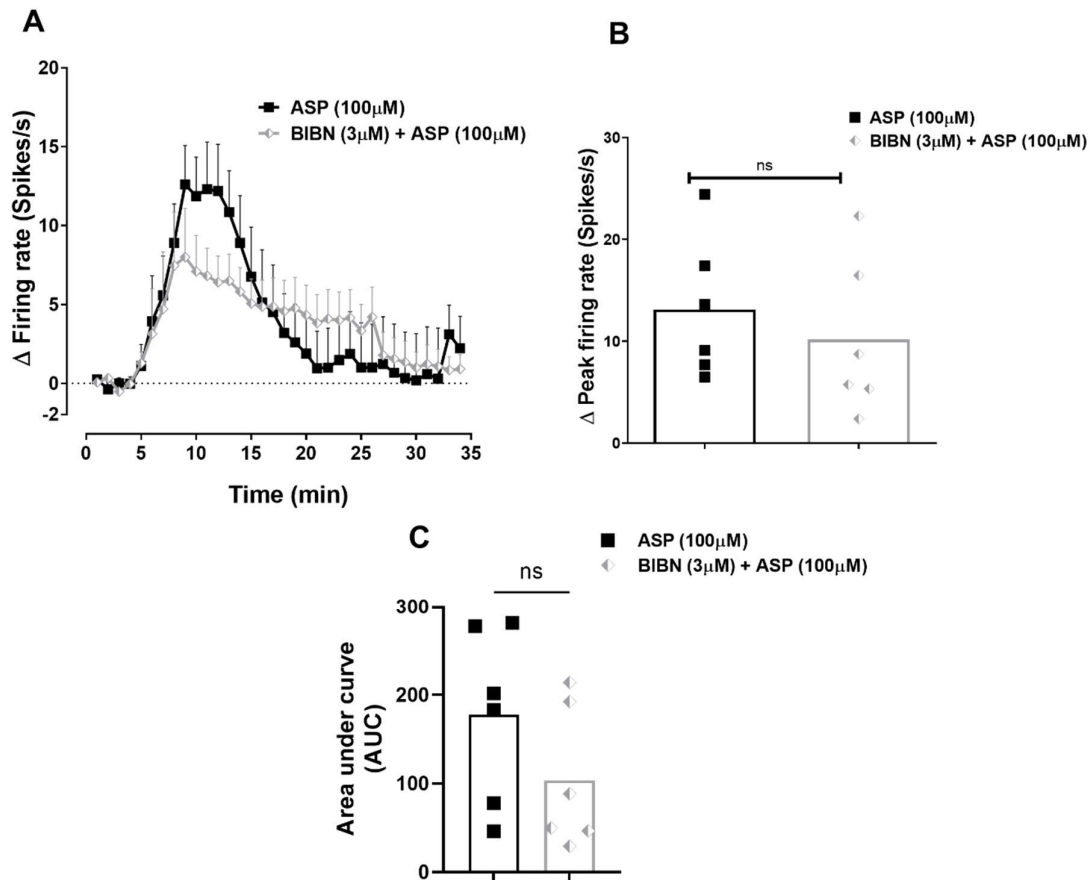 A
Δ Firing rate (Spikes/s)
20
15
10
5
0
-2
ASP (100μM)
BIBN (3μM) + ASP (100μM)
0 5 10 15 20 25 30 35
Time (min)
B
Δ Peak firing rate (Spikes/s)
30
20
10
0
ASP (100μM)
BIBN (3μM) + ASP (100μM)
ns
C
Area under curve
(AUC)
300
200
100
0
ASP (100μM)
BIBN (3μM) + ASP (100μM)
ns